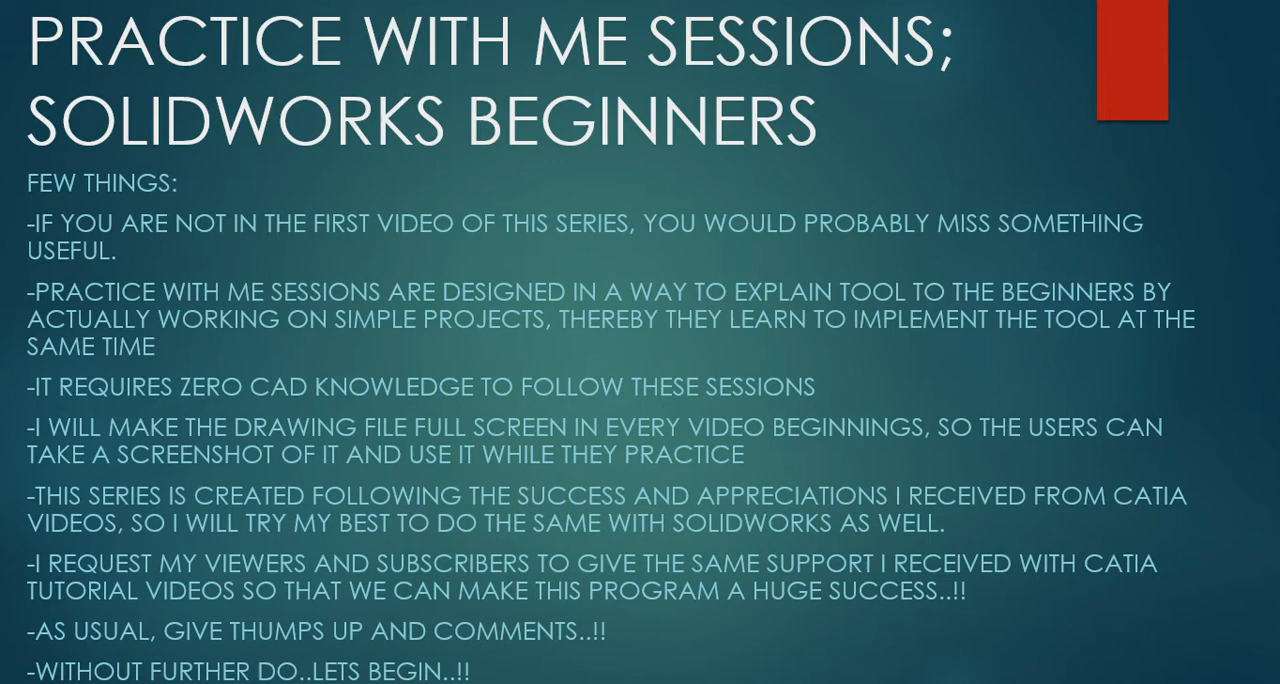 PRACTICE WITH ME SESSIONS;
SOLIDWORKS BEGINNERS
FEW THINGS:
-IF YOU ARE NOT IN THE FIRST VIDEO OF THIS SERIES, YOU WOULD PROBABLY MISS SOMETHING
USEFUL.
-PRACTICE WITH ME SESSIONS ARE DESIGNED IN A WAY TO EXPLAIN TOOL TO THE BEGINNERS BY
ACTUALLY WORKING ON SIMPLE PROJECTS, THEREBY THEY LEARN TO IMPLEMENT THE TOOL AT THE
SAME TIME
-IT REQUIRES ZERO CAD KNOWLEDGE TO FOLLOW THESE SESSIONS
-I WILL MAKE THE DRAWING FILE FULL SCREEN IN EVERY VIDEO BEGINNINGS, SO THE USERS CAN
TAKE A SCREENSHOT OF IT AND USE IT WHILE THEY PRACTICE
-THIS SERIES IS CREATED FOLLOWING THE SUCCESS AND APPRECIATIONS I RECEIVED FROM CATIA
VIDEOS, SO I WILL TRY MY BEST TO DO THE SAME WITH SOLIDWORKS AS WELL.
-I REQUEST MY VIEWERS AND SUBSCRIBERS TO GIVE THE SAME SUPPORT I RECEIVED WITH CATIA
TUTORIAL VIDEOS SO THAT WE CAN MAKE THIS PROGRAM A HUGE SUCCESS..!!
-AS USUAL, GIVE THUMPS UP AND COMMENTS..!!
-WITHOUT FURTHER DO..LETS BEGIN..!!